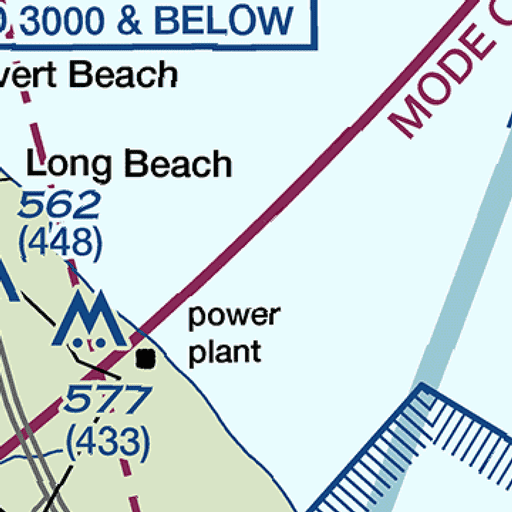 3000 & BELOW
vert Beach
MODE C
Long Beach
562
(448)
power
plant
577
(433)